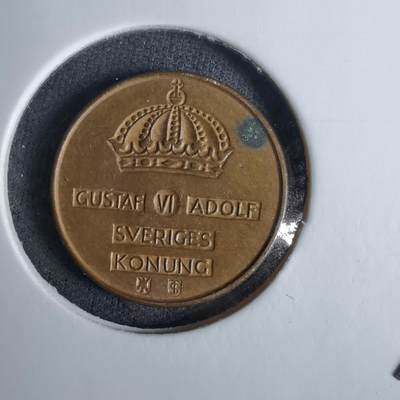 GUSTAF VI ADOLF
SVERIGES
KONUNG